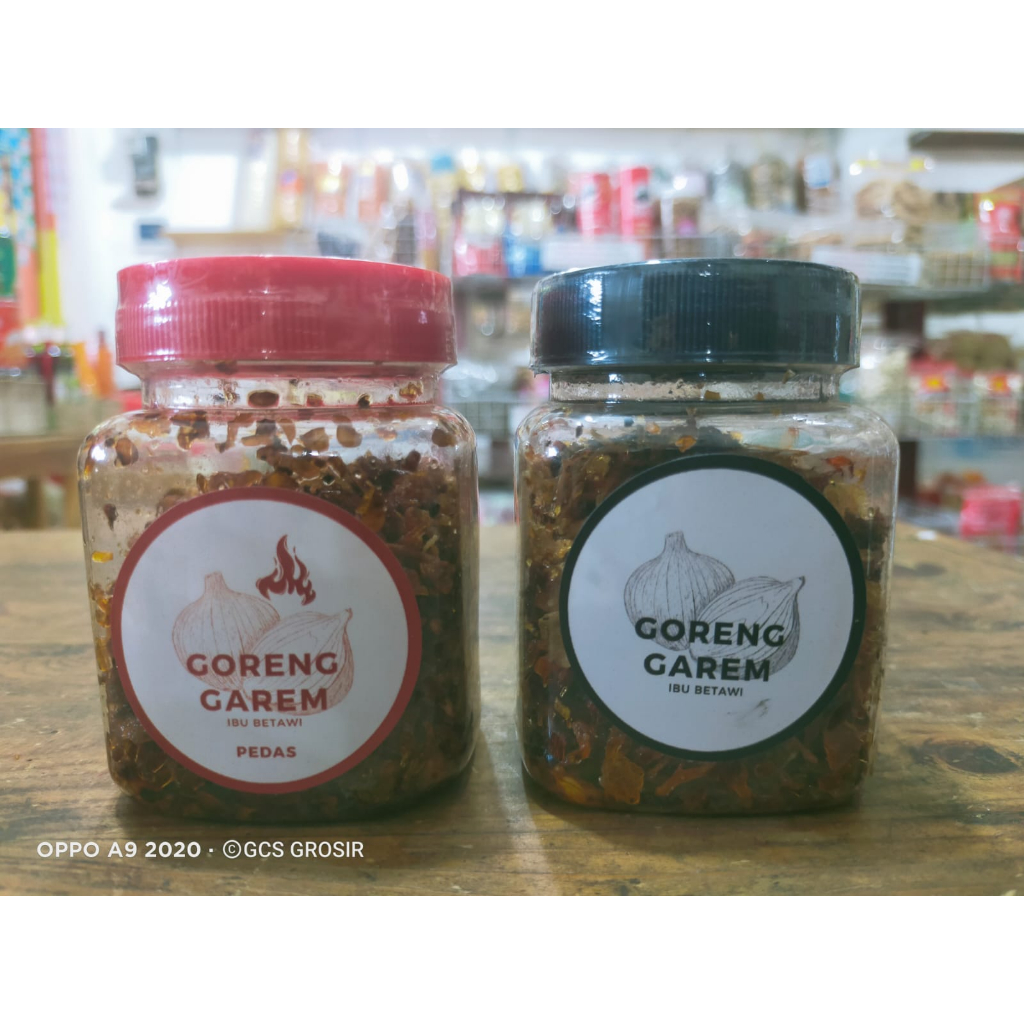 GORENG
GAREM
IBU BETAWI
PEDAS
GORENG
GAREM
IBU BETAWI
OPPO A9 2020 · ©GCS GROSIR